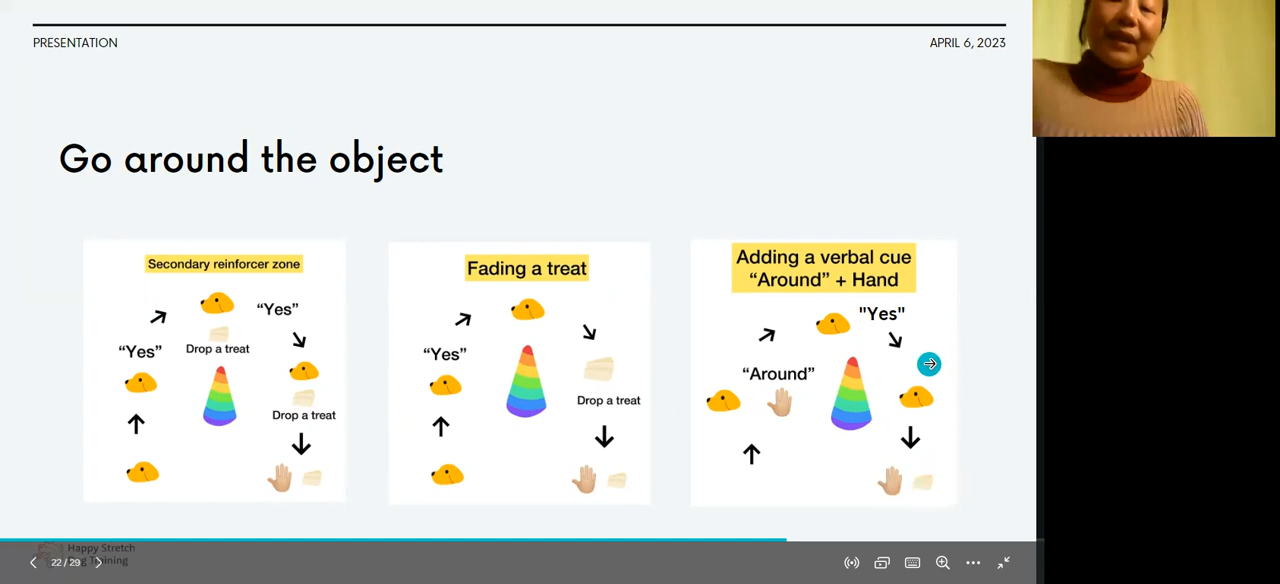 PRESENTATION
APRIL 6, 2023
Go around the object
Secondary reinforcer zone
"Yes"
"Yes"
Drop a treat
Drop a treat
Fading a treat
"Yes"
Drop a treat
Adding a verbal cue
"Around" + Hand
"Yes"
"Around"
Happy Stretch
Dog Training
22 / 29